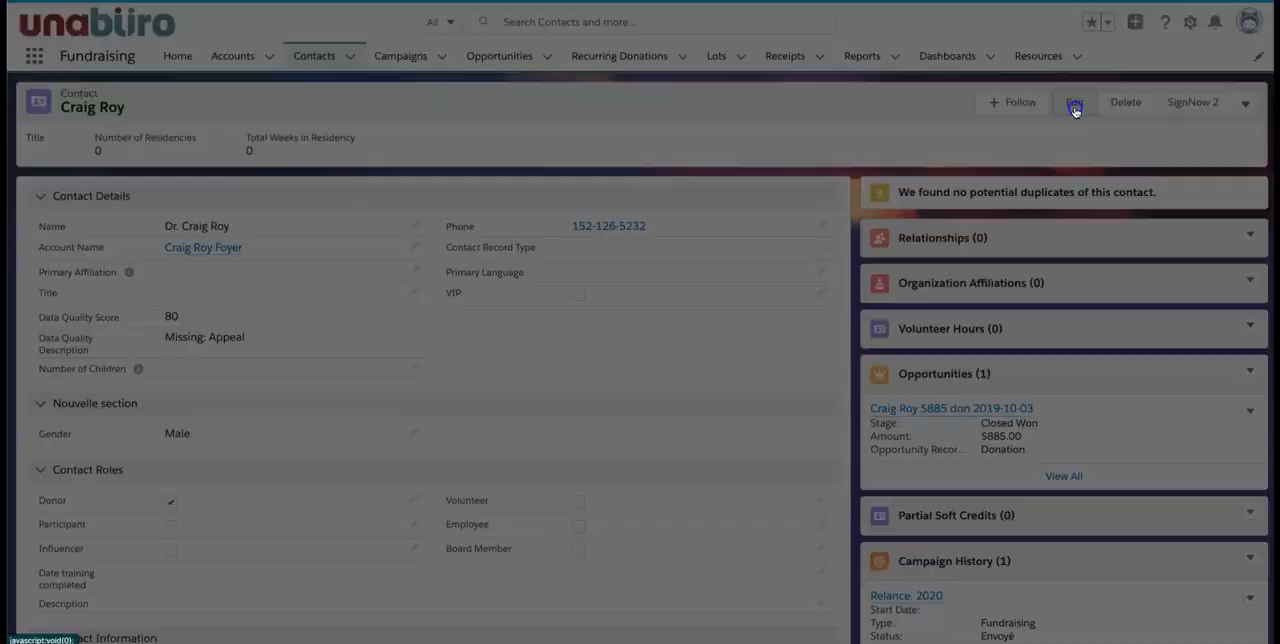 unabüro
All
Search Contacts and more...
Fundraising
Home
Accounts
Contacts
Campaigns
Opportunities
Recurring Donations
Lots
Receipts
Reports
Dashboards
Resources
Contact
Craig Roy
Follow
Edit
Delete
SignNow 2
Title
Number of Residencies
Total Weeks in Residency
0
0
Contact Details
Name Dr. Craig Roy
Account Name Craig Roy Foyer
Primary Affiliation
Title
Data Quality Score 80
Data Quality Description Missing: Appeal
Number of Children
Phone 152-126-5232
Contact Record Type
Primary Language
VIP
Nouvelle section
Gender Male
Contact Roles
Donor
Participant
Influencer
Date training
completed
Description
Volunteer
Employee
Board Member
We found no potential duplicates of this contact.
Relationships (0)
Organization Affiliations (0)
Volunteer Hours (0)
Opportunities (1)
Craig Roy 5885 don 2019-10-03
Stage: Closed Won
Amount: $885.00
Opportunity Recor... Donation
View All
Partial Soft Credits (0)
Campaign History (1)
Relance. 2020
Start Date:
Type: Fundraising
Status: Envoyé
javascript:void(0);
act Information